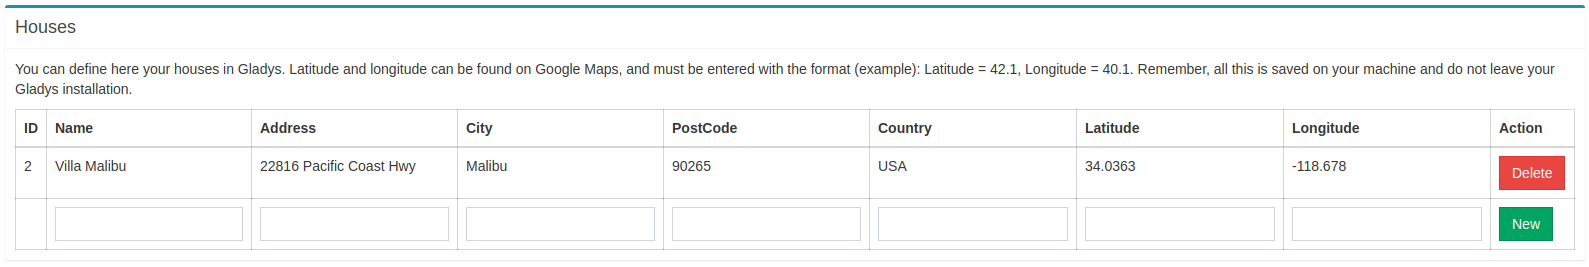 Houses
You can define here your houses in Gladys. Latitude and longitude can be found on Google Maps, and must be entered with the format (example): Latitude = 42.1, Longitude = 40.1. Remember, all this is saved on your machine and do not leave your
Gladys installation.
ID Name Address City PostCode Country Latitude Longitude Action
2 Villa Malibu 22816 Pacific Coast Hwy Malibu 90265 USA 34.0363 -118.678 Delete
New